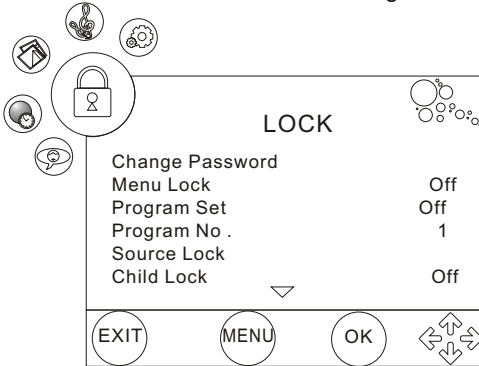 LOCK
Change Password
Menu Lock Off
Program Set Off
Program No . 1
Source Lock
Child Lock Off
EXIT MENU OK